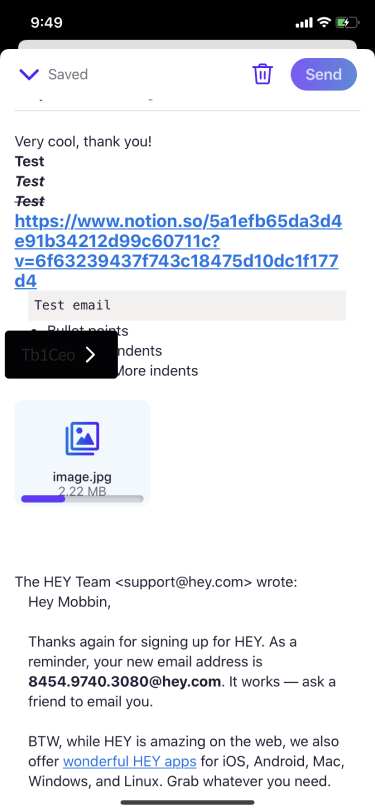 9:49
Saved
Send
Very cool, thank you!
Test
Test
Test
https://www.notion.so/5a1efb65da3d4
e91b34212d99c60711c?
v=6f63239437f743c18475d10dc1f177
d4
Test email
Bullet points
ndents
More indents
Tb1Ceo
image.jpg
2.22 MB
The HEY Team <support@hey.com> wrote:
Hey Mobbin,
Thanks again for signing up for HEY. As a
reminder, your new email address is
8454.9740.3080@hey.com. It works — ask a
friend to email you.
BTW, while HEY is amazing on the web, we also
offer wonderful HEY apps for iOS, Android, Mac,
Windows, and Linux. Grab whatever you need.